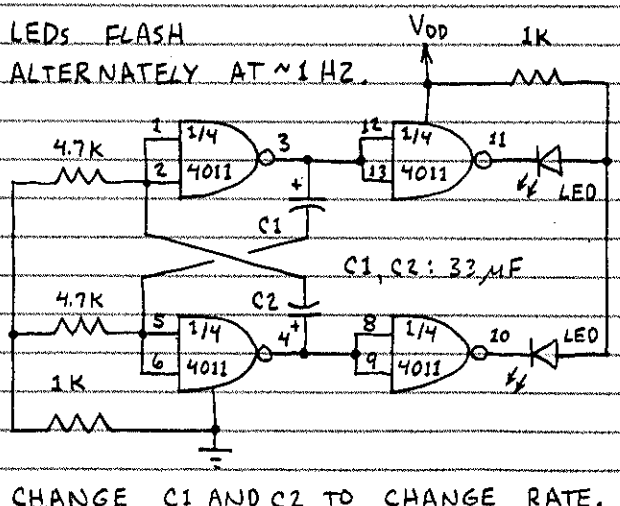 LEDs FLASH
ALTERNATELY AT ~1 HZ.
VDD
1K
4.7K
1
2
1/4
4011
3
12
13
1/4
4011
11
LED
+
C1
C1, C2: 33 µF
C2
+
4.7K
5
6
1/4
4011
4
8
9
1/4
4011
10
LED
1K
CHANGE C1 AND C2 TO CHANGE RATE.